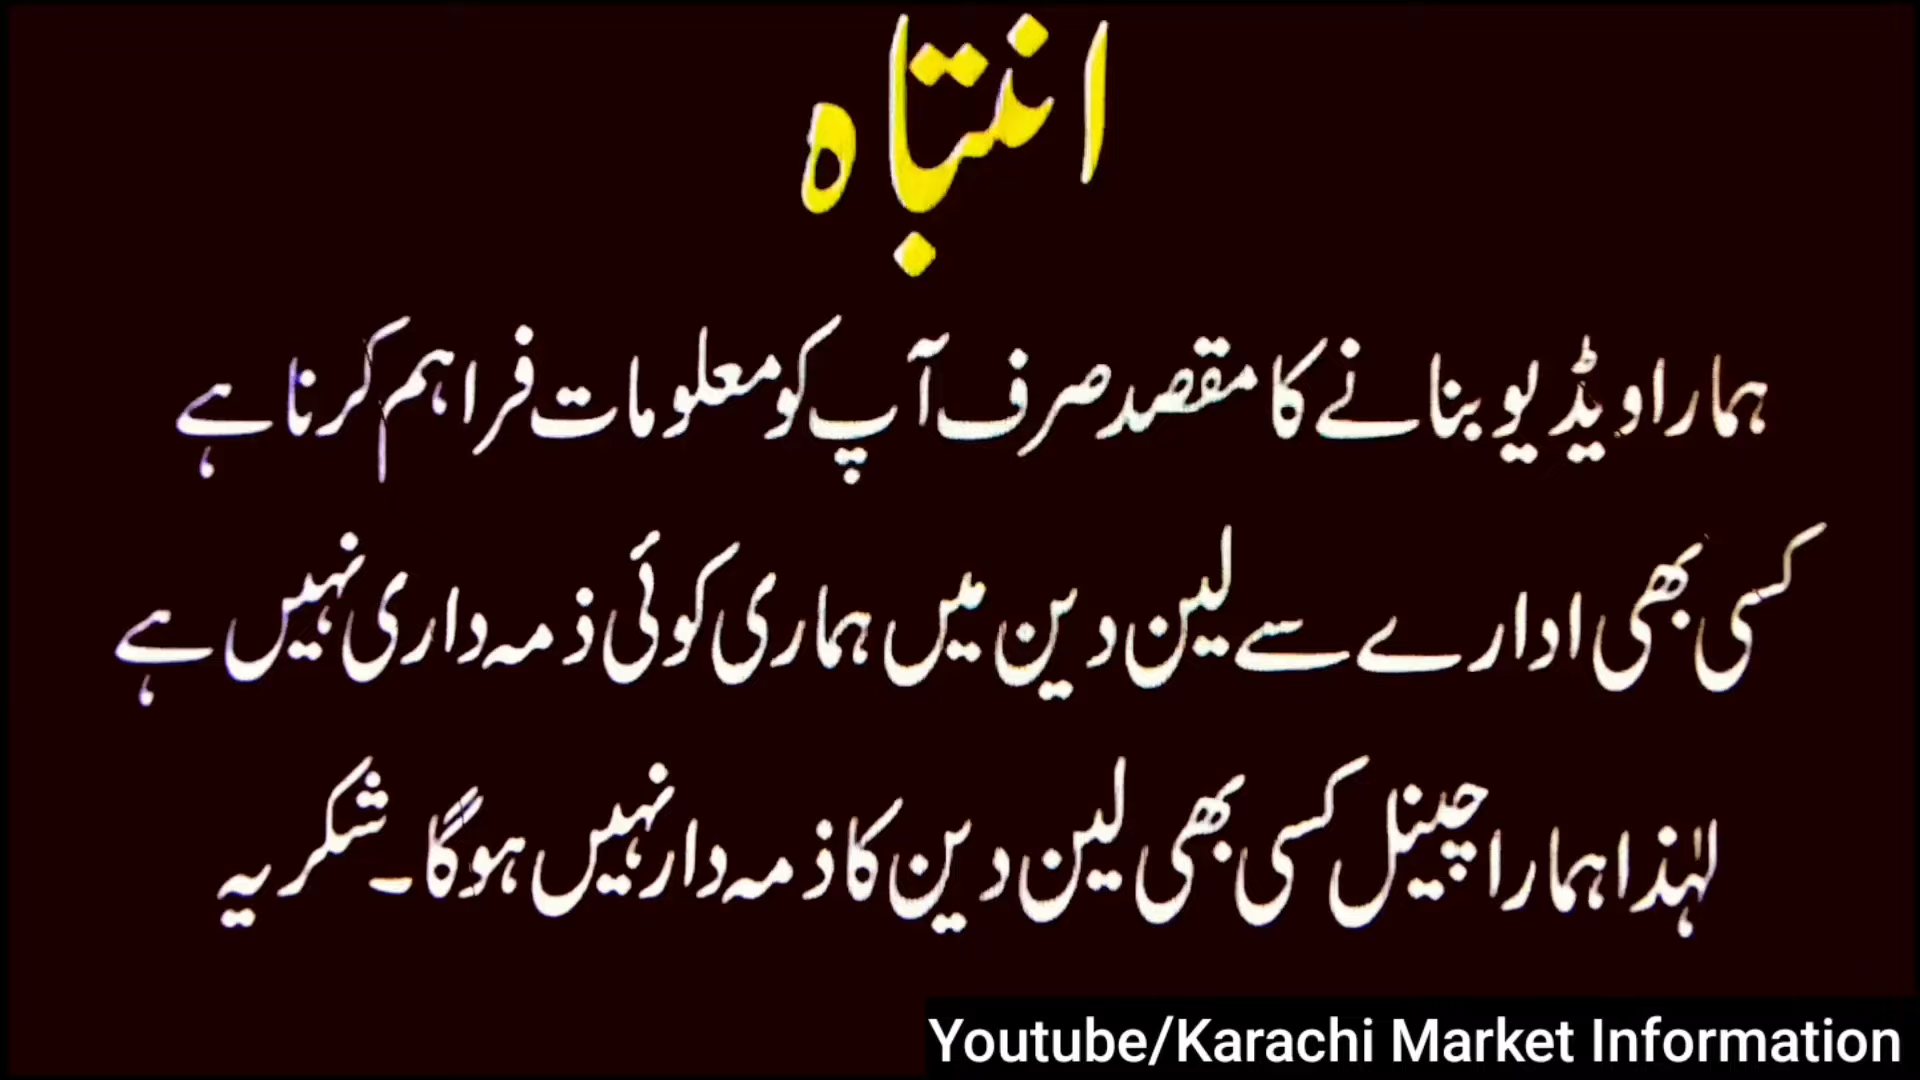 انتباہ
ہمارا ویڈیو بنانے کا مقصد صرف آپ کو معلومات فراہم کرنا ہے
کسی بھی ادارے سے لین دین میں ہماری کوئی ذمہ داری نہیں ہے
لہٰذا ہمارا چینل کسی بھی لین دین کا ذمہ دار نہیں ہوگا۔ شکریہ
Youtube/Karachi Market Information